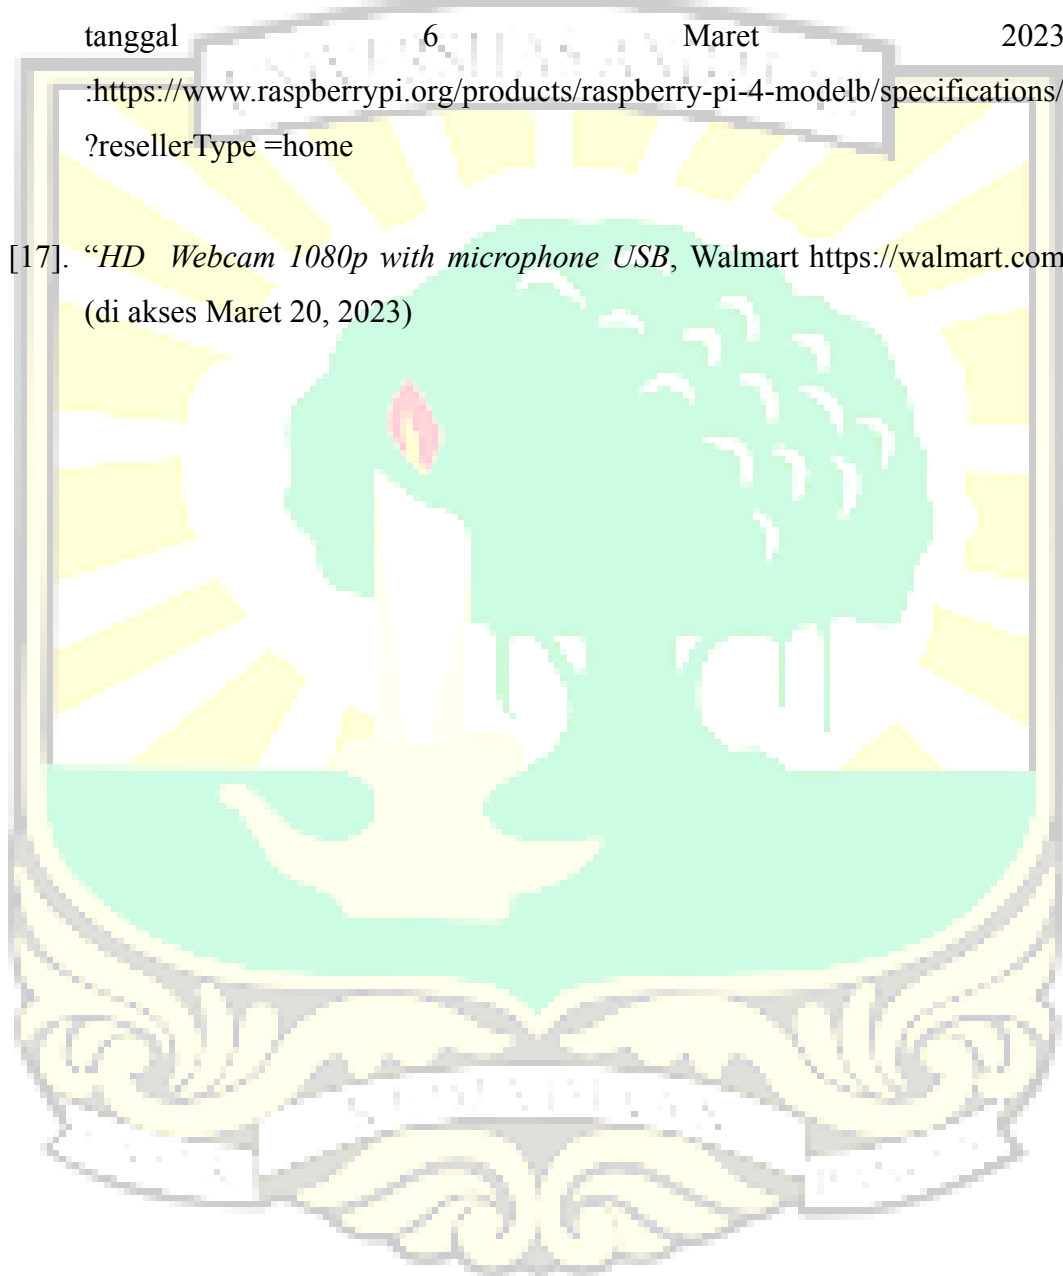 tanggal 6 Maret 2023
:https://www.raspberrypi.org/products/raspberry-pi-4-modelb/specifications/
?resellerType =home
[17]. “HD Webcam 1080p with microphone USB, Walmart https://walmart.com
(di akses Maret 20, 2023)